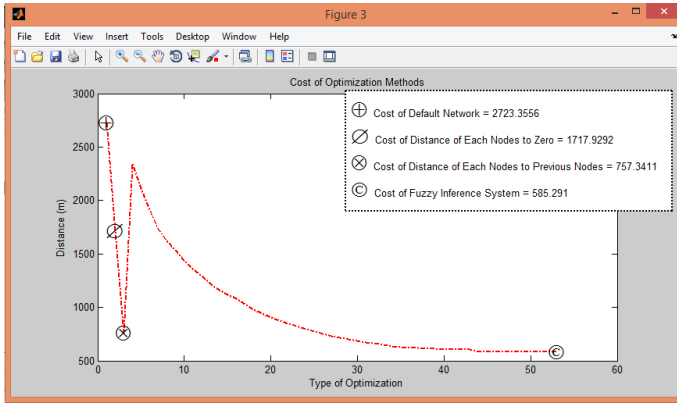 Figure 3
File Edit View Insert Tools Desktop Window Help
Cost of Optimization Methods
3000
2500
2000
1500
1000
500
Distance (m)
Cost of Default Network = 2723.3556
Cost of Distance of Each Nodes to Zero = 1717.9292
Cost of Distance of Each Nodes to Previous Nodes = 757.3411
© Cost of Fuzzy Inference System = 585.291
©
0 10 20 30 40 50 60
Type of Optimization